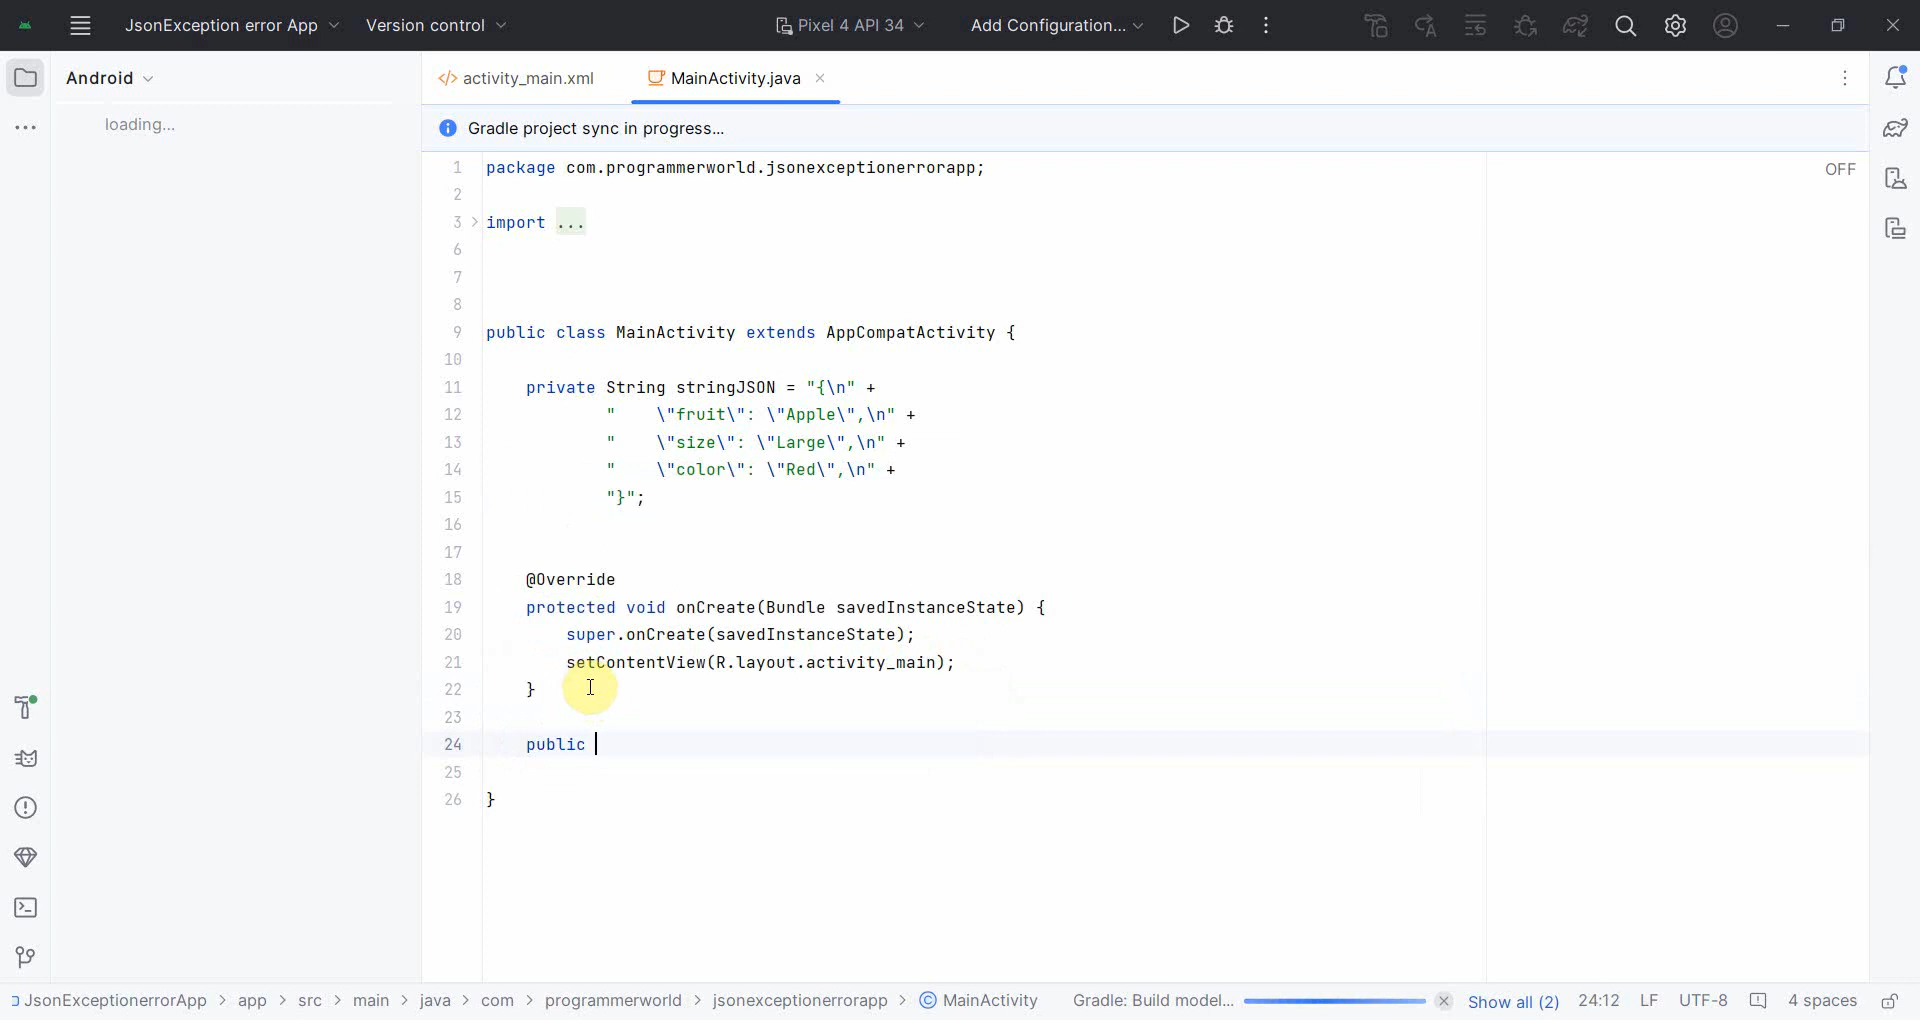 JsonException error App
Version control
Pixel 4 API 34
Add Configuration...
Android
activity_main.xml
MainActivity.java
loading...
Gradle project sync in progress...
OFF
1 package com.programmerworld.jsonexceptionerrorapp;
2
3 import ...
6
7
8
9 public class MainActivity extends AppCompatActivity {
10
11 private String stringJSON = "{\n" +
12 "    \"fruit\": \"Apple\",\n" +
13 "    \"size\": \"Large\",\n" +
14 "    \"color\": \"Red\",\n" +
15 "}";
16
17
18 @Override
19 protected void onCreate(Bundle savedInstanceState) {
20 super.onCreate(savedInstanceState);
21 setContentView(R.layout.activity_main);
22 }
23
24 public
25
26 }
JsonExceptionerrorApp > app > src > main > java > com > programmerworld > jsonexceptionerrorapp > MainActivity
Gradle: Build model...
Show all (2)
24:12
LF
UTF-8
4 spaces